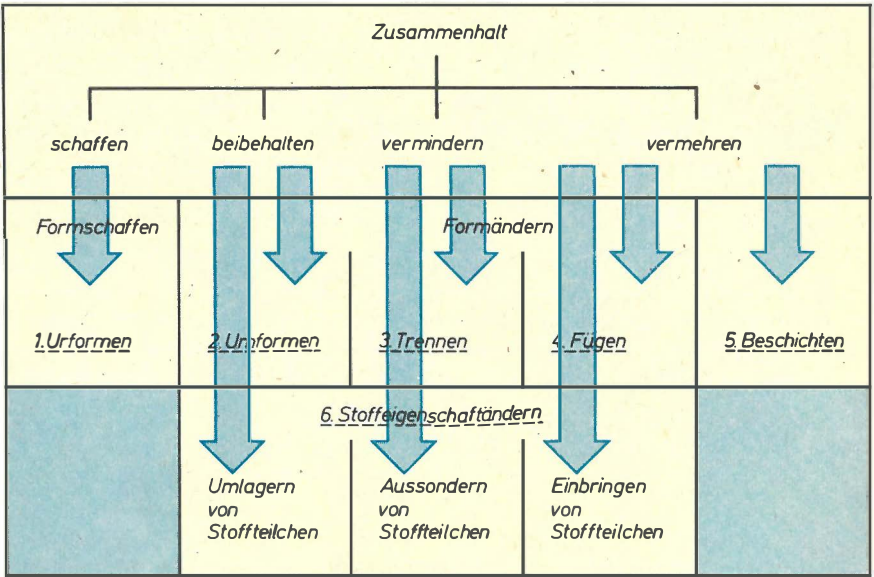 Zusammenhalt
schaffen beibehalten vermindern vermehren
Formschaffen Formändern
1. Urformen 2. Umformen 3. Trennen 4. Fügen 5. Beschichten
6. Stoffeigenschaftändern
Umlagern
von
Stoffteilchen
Aussondern
von
Stoffteilchen
Einbringen
von
Stoffteilchen